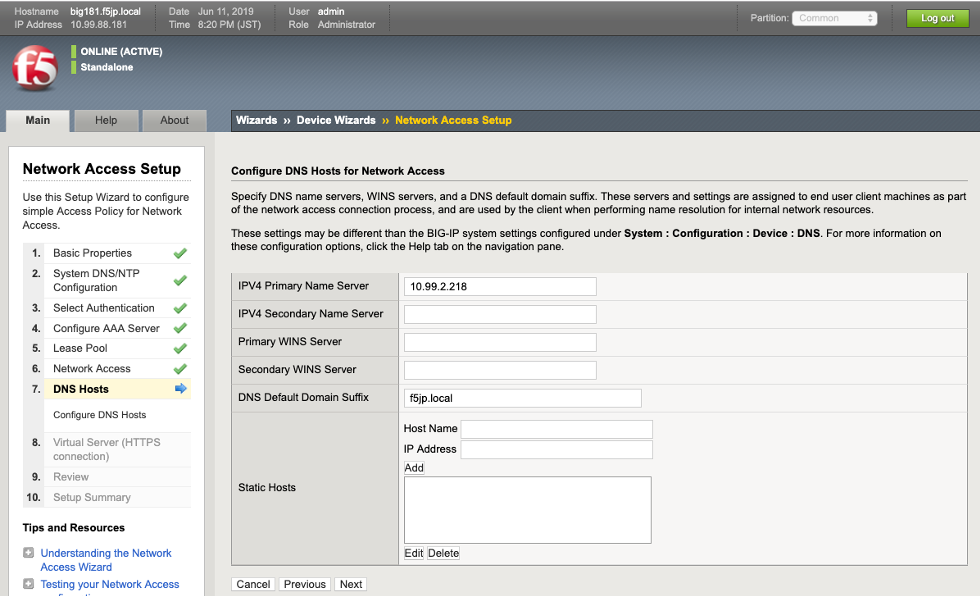 Hostname big181.f5jp.local Date Jun 11, 2019 User admin
IP Address 10.99.88.181 Time 8:20 PM (JST) Role Administrator
Partition: Common Log out
f5
ONLINE (ACTIVE)
Standalone
Main Help About
Wizards » Device Wizards » Network Access Setup
Network Access Setup
Use this Setup Wizard to configure
simple Access Policy for Network
Access.
1. Basic Properties
2. System DNS/NTP
Configuration
3. Select Authentication
4. Configure AAA Server
5. Lease Pool
6. Network Access
7. DNS Hosts
Configure DNS Hosts
8. Virtual Server (HTTPS
connection)
9. Review
10. Setup Summary
Tips and Resources
Understanding the Network
Access Wizard
Testing your Network Access
Configure DNS Hosts for Network Access
Specify DNS name servers, WINS servers, and a DNS default domain suffix. These servers and settings are assigned to end user client machines as part
of the network access connection process, and are used by the client when performing name resolution for internal network resources.
These settings may be different than the BIG-IP system settings configured under System : Configuration : Device : DNS. For more information on
these configuration options, click the Help tab on the navigation pane.
IPV4 Primary Name Server 10.99.2.218
IPV4 Secondary Name Server
Primary WINS Server
Secondary WINS Server
DNS Default Domain Suffix f5jp.local
Static Hosts
Host Name
IP Address
Add
Edit Delete
Cancel Previous Next